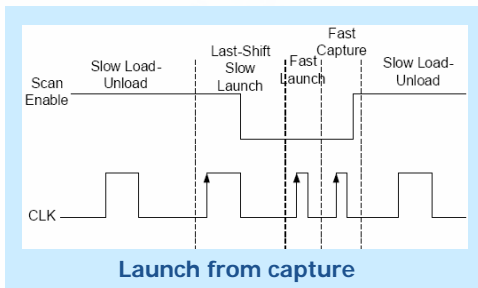 Slow Load-
Unload
Last-Shift
Slow
Launch
Fast
Launch
Fast
Capture
Slow Load-
Unload
Scan
Enable
CLK
Launch from capture